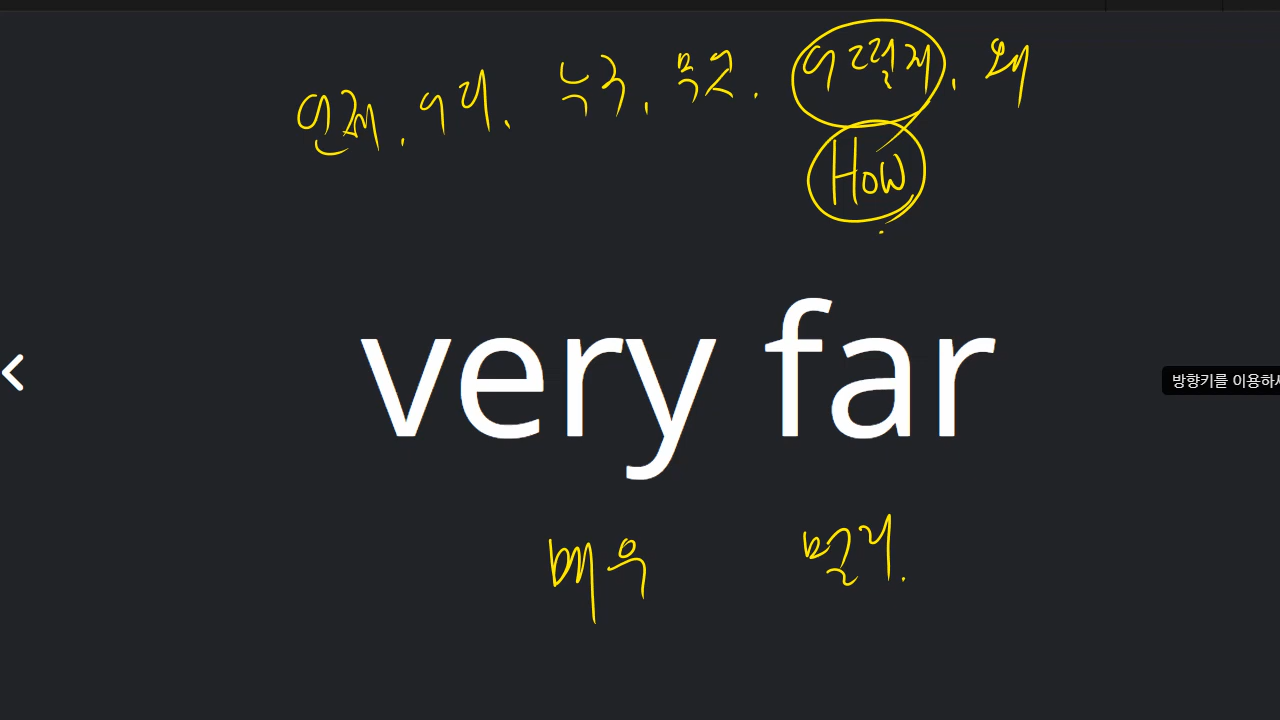 언제, 어디, 누구, 무엇, 어떻게, 왜
How
very far
방향키를 이용하세
매우 멀리.